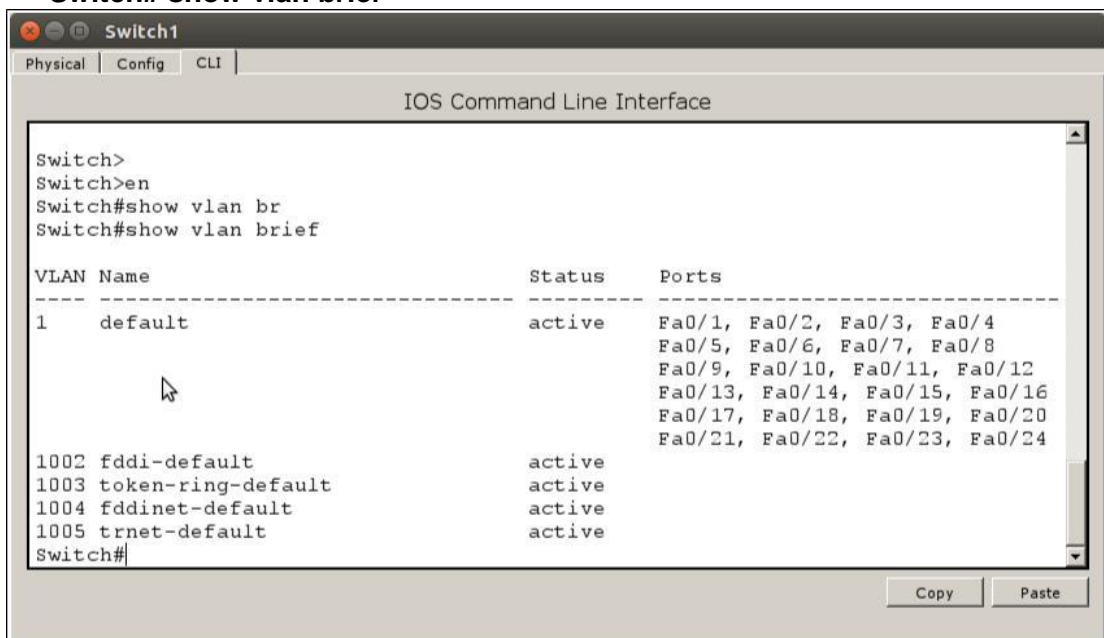 Switch# show vlan brief
Switch1
Physical Config CLI
IOS Command Line Interface
Switch>
Switch>en
Switch#show vlan br
Switch#show vlan brief
VLAN Name Status Ports
---- -------------------------------- --------- -------------------------------
1 default active Fa0/1, Fa0/2, Fa0/3, Fa0/4
Fa0/5, Fa0/6, Fa0/7, Fa0/8
Fa0/9, Fa0/10, Fa0/11, Fa0/12
Fa0/13, Fa0/14, Fa0/15, Fa0/16
Fa0/17, Fa0/18, Fa0/19, Fa0/20
Fa0/21, Fa0/22, Fa0/23, Fa0/24
1002 fddi-default active
1003 token-ring-default active
1004 fddinet-default active
1005 trnet-default active
Switch#
Copy Paste